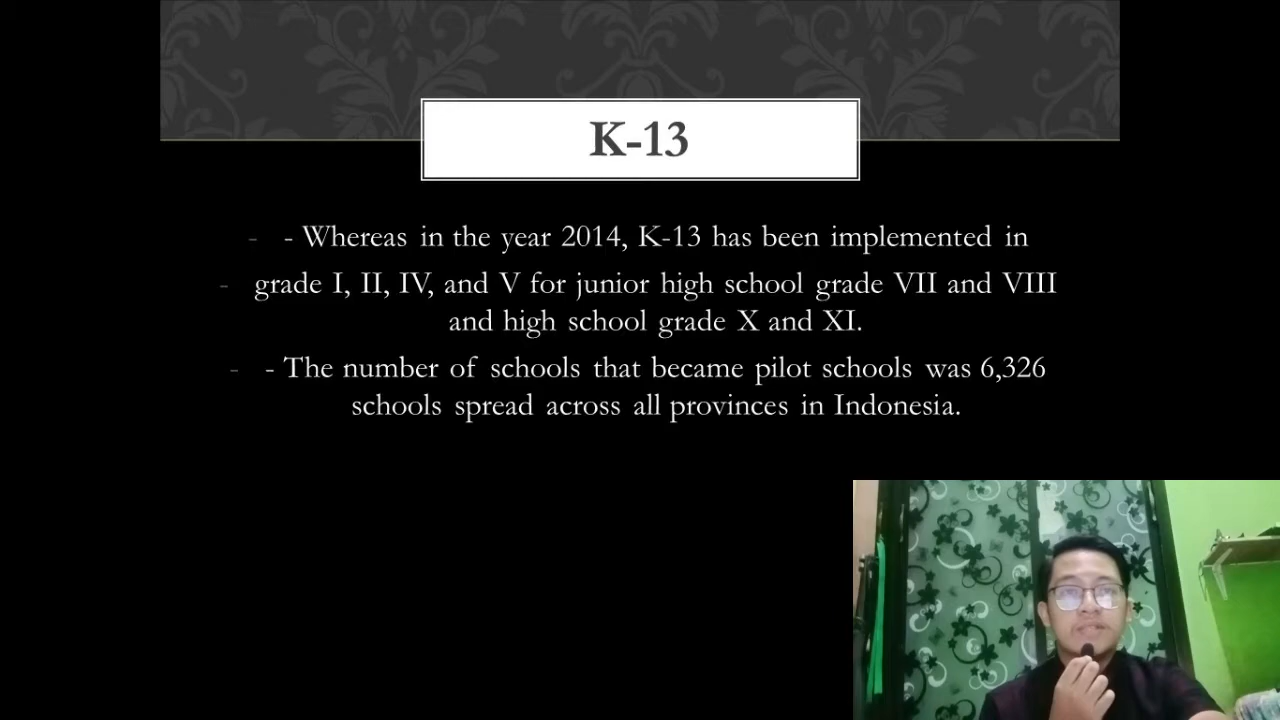 K-13
- - Whereas in the year 2014, K-13 has been implemented in
- grade I, II, IV, and V for junior high school grade VII and VIII
and high school grade X and XI.
- - The number of schools that became pilot schools was 6,326
schools spread across all provinces in Indonesia.